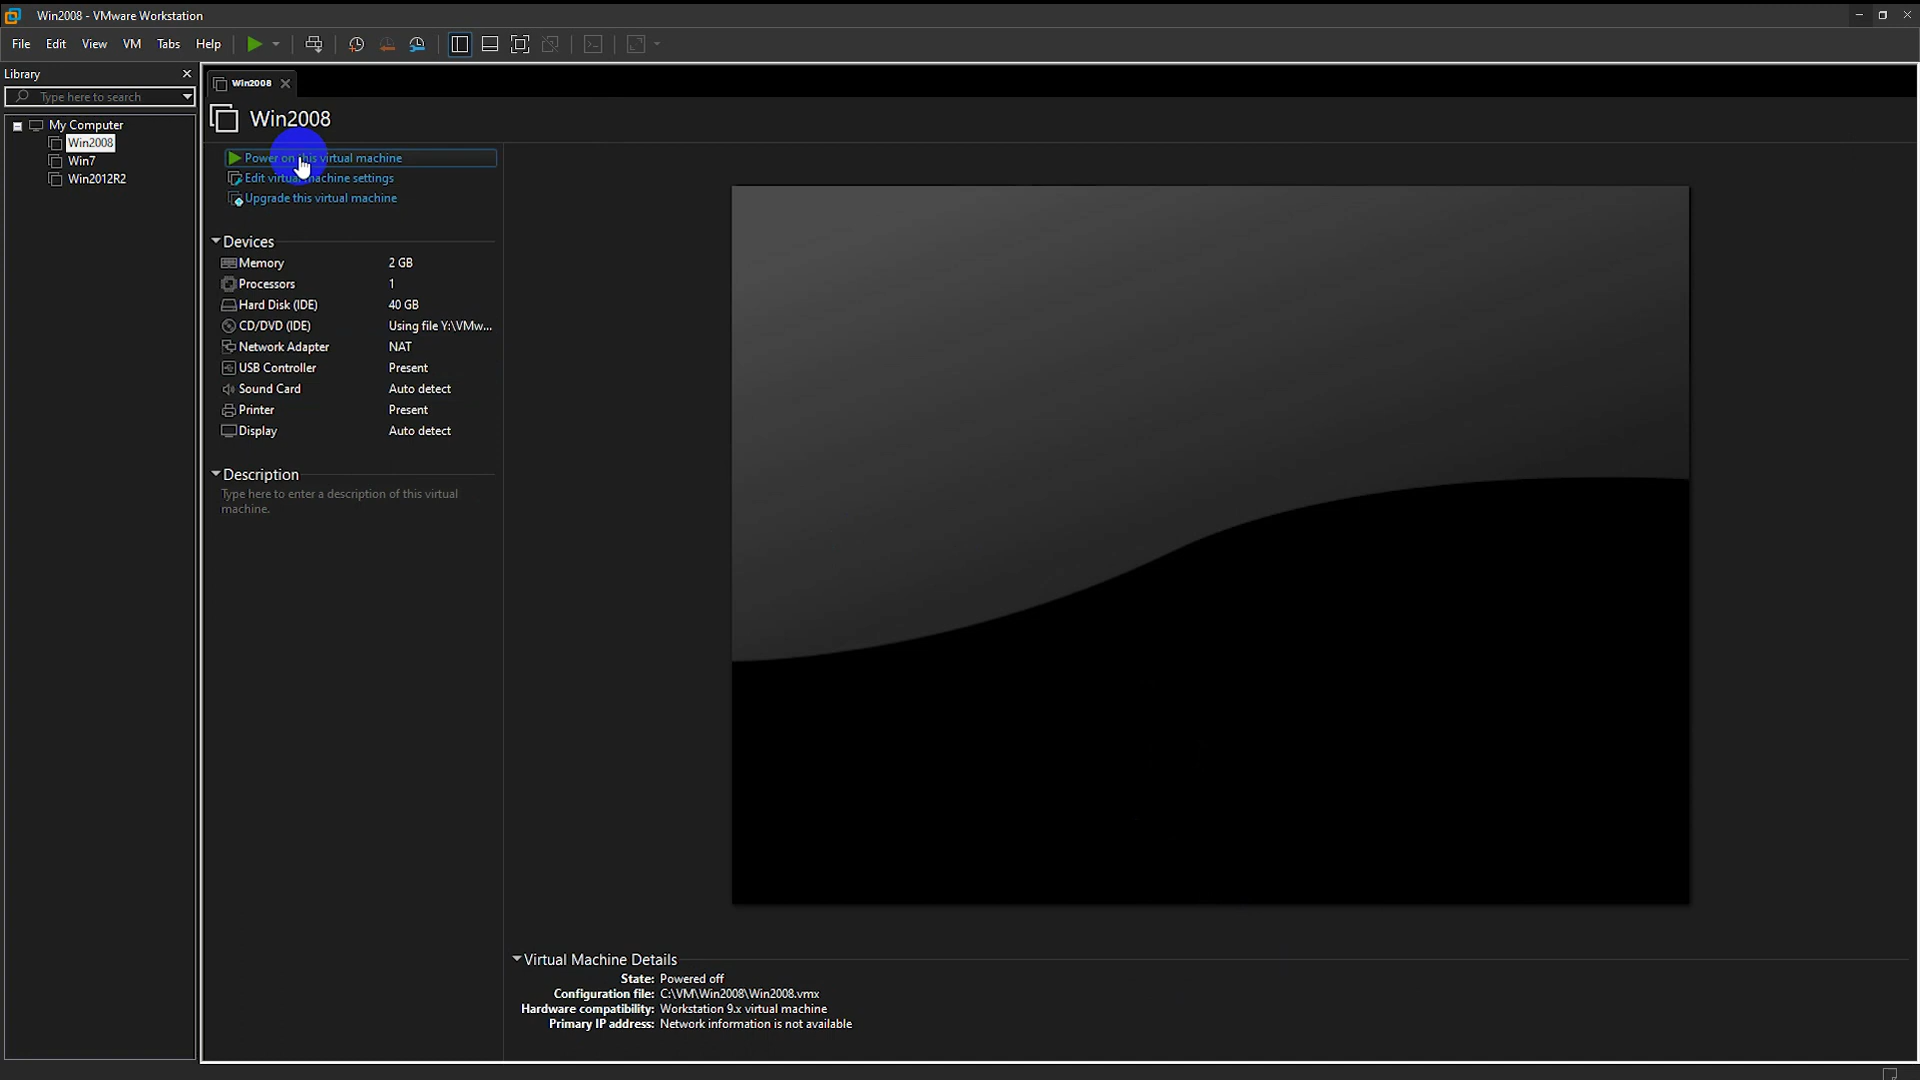 Win2008 - VMware Workstation
File Edit View VM Tabs Help
Library
Type here to search
My Computer
Win2008
Win7
Win2012R2
Win2008
Win2008
Power on this virtual machine
Edit virtual machine settings
Upgrade this virtual machine
Devices
Memory 2 GB
Processors 1
Hard Disk (IDE) 40 GB
CD/DVD (IDE) Using file Y:\VMw...
Network Adapter NAT
USB Controller Present
Sound Card Auto detect
Printer Present
Display Auto detect
Description
Type here to enter a description of this virtual
machine.
Virtual Machine Details
State: Powered off
Configuration file: C:\VM\Win2008\Win2008.vmx
Hardware compatibility: Workstation 9.x virtual machine
Primary IP address: Network information is not available